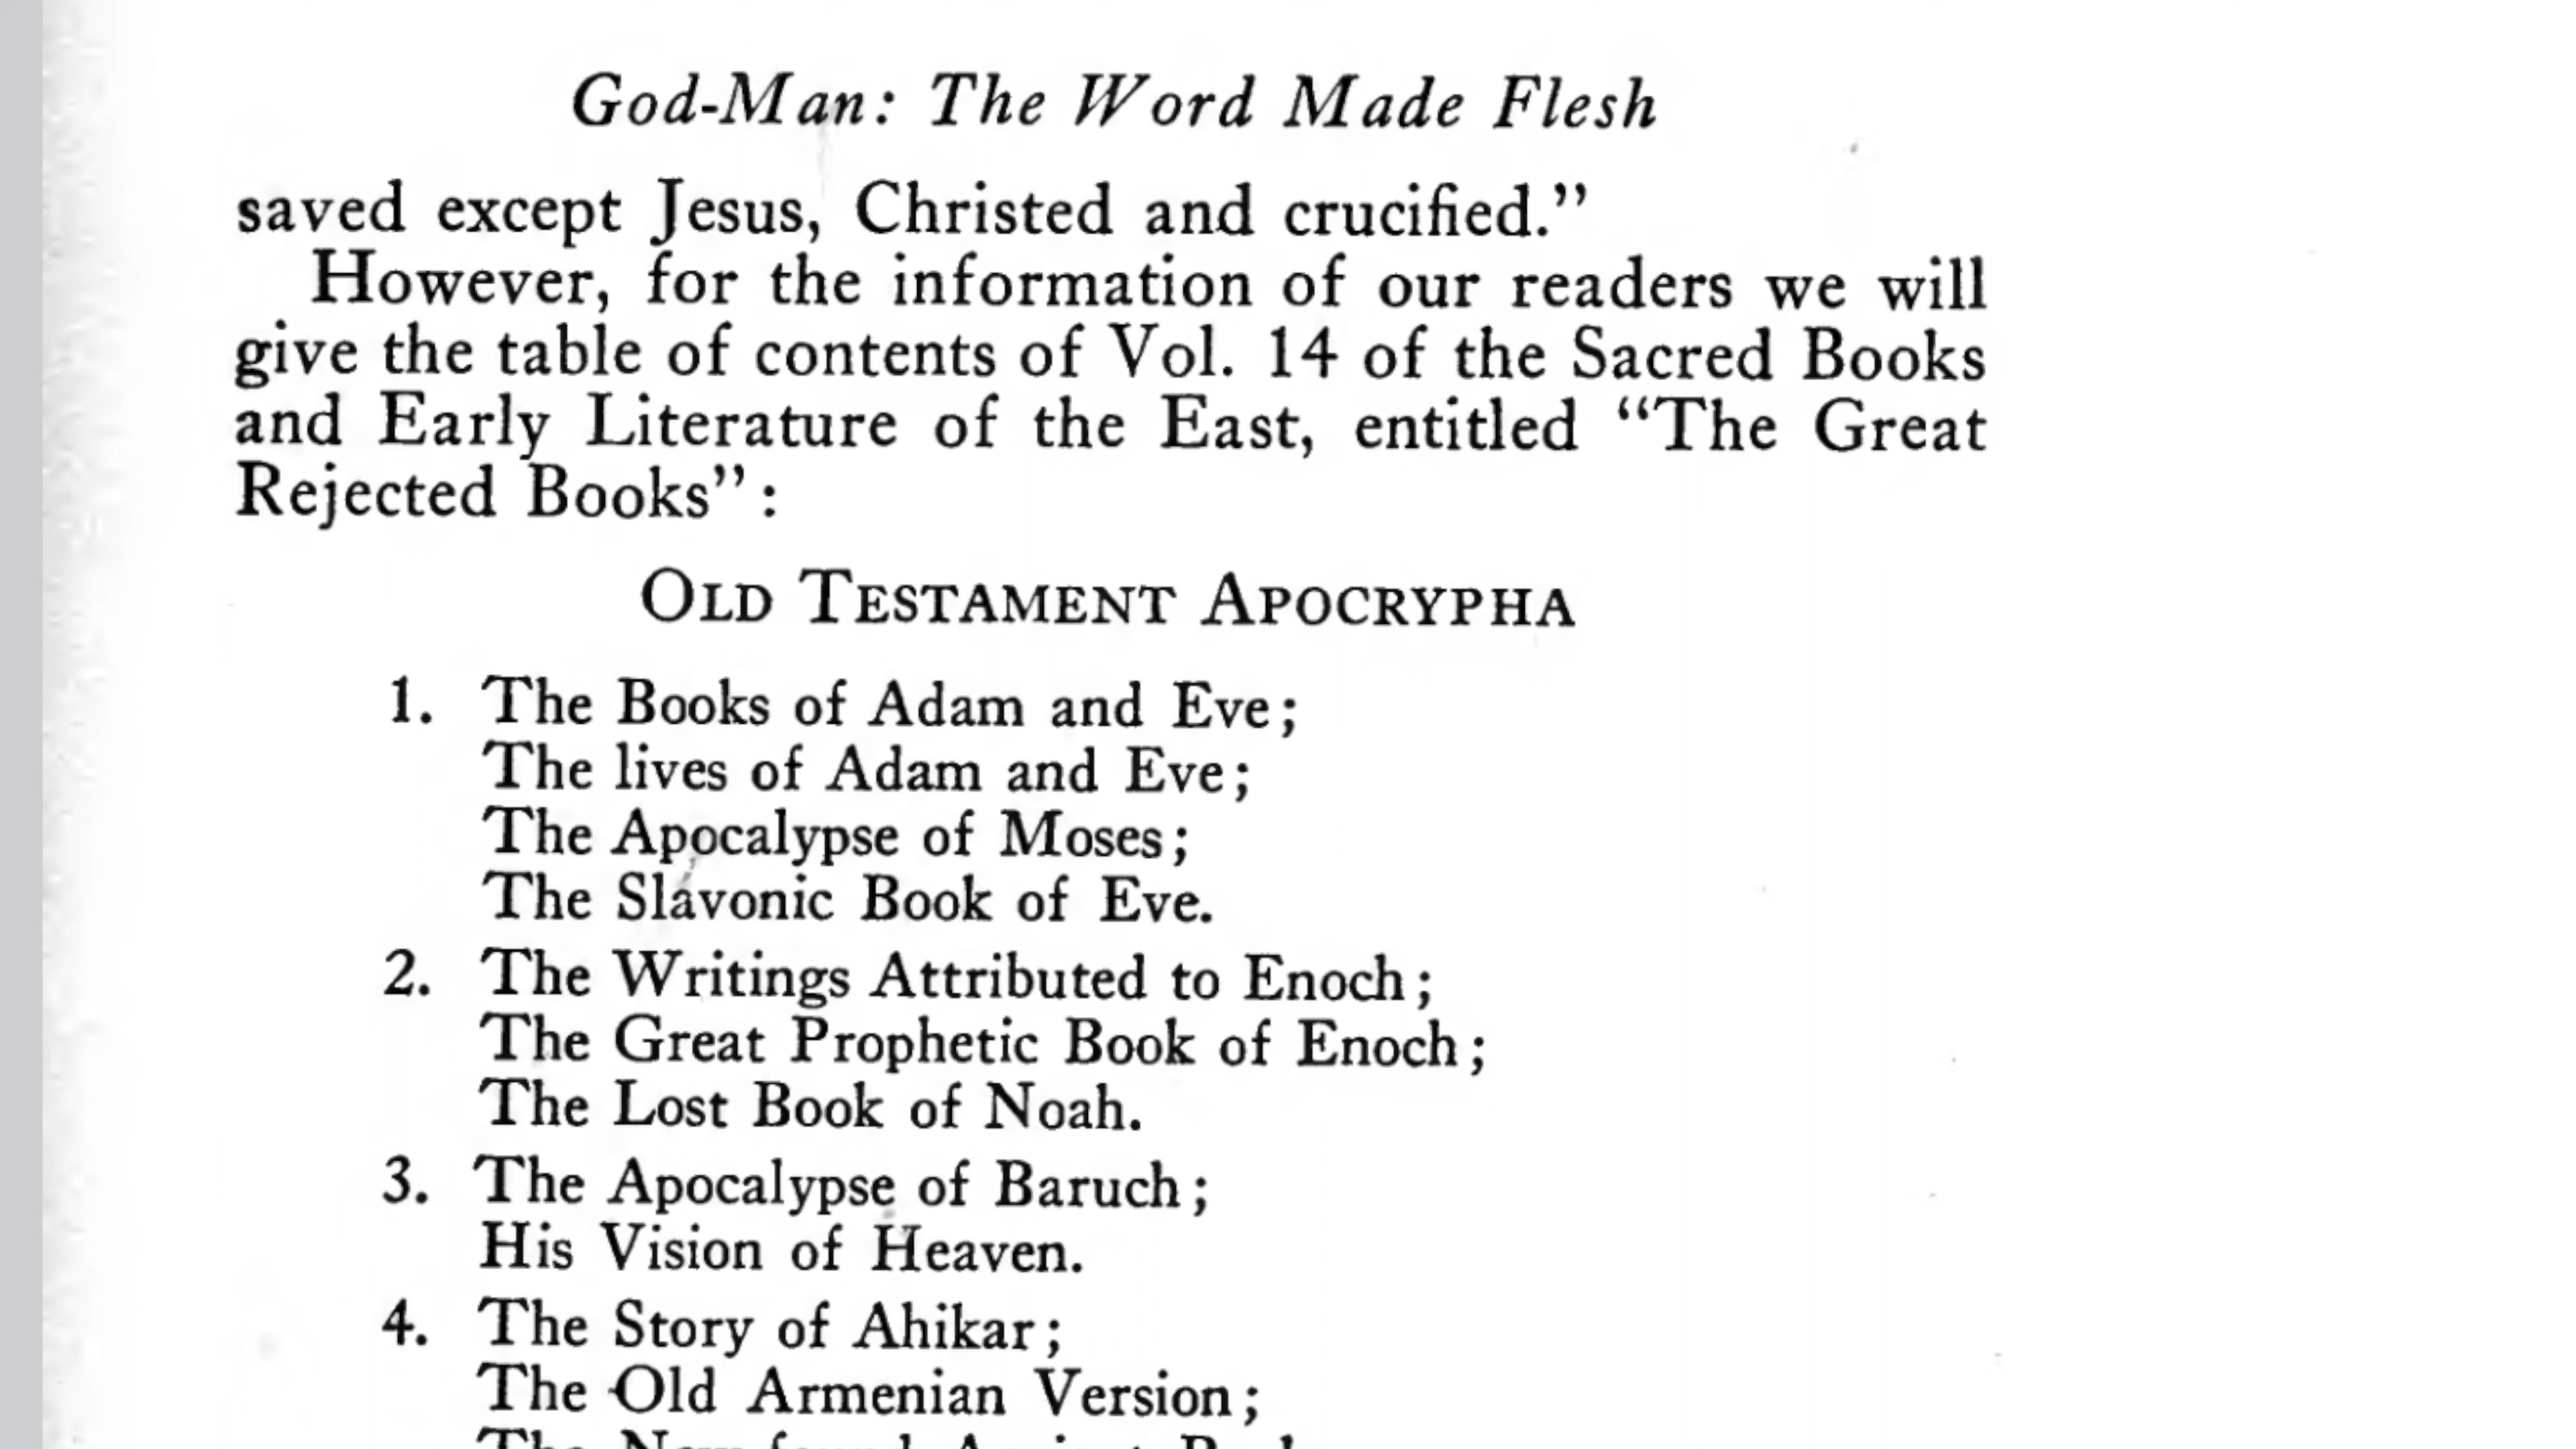 God-Man: The Word Made Flesh
saved except Jesus, Christed and crucified.”
However, for the information of our readers we will
give the table of contents of Vol. 14 of the Sacred Books
and Early Literature of the East, entitled “The Great
Rejected Books”:
OLD TESTAMENT APOCRYPHA
1. The Books of Adam and Eve;
The lives of Adam and Eve;
The Apocalypse of Moses;
The Slavonic Book of Eve.
2. The Writings Attributed to Enoch;
The Great Prophetic Book of Enoch;
The Lost Book of Noah.
3. The Apocalypse of Baruch;
His Vision of Heaven.
4. The Story of Ahikar;
The Old Armenian Version;